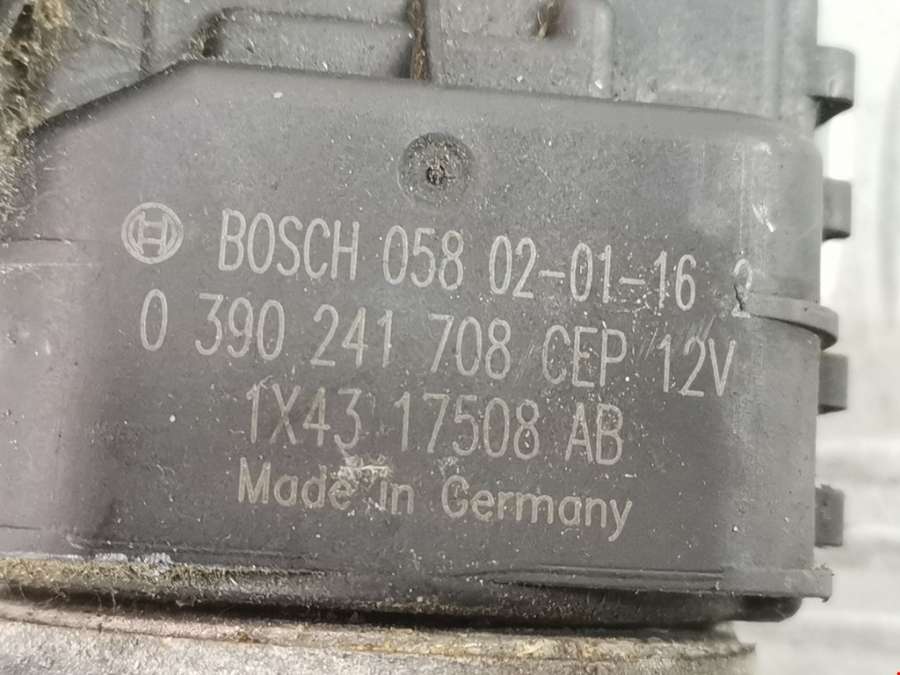 BOSCH 058 02-01-16 2
0 390 241 708 CEP 12V
1X43 17508 AB
Made in Germany